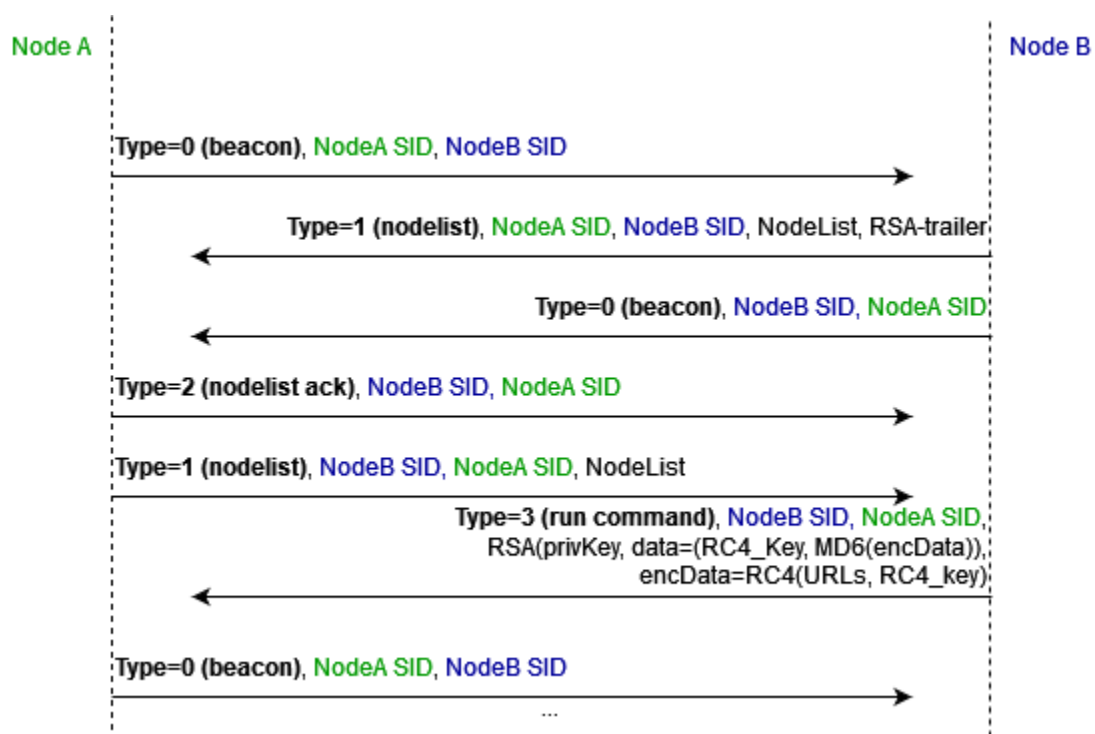 Node A
Node B
Type=0 (beacon), NodeA SID, NodeB SID
Type=1 (nodelist), NodeA SID, NodeB SID, NodeList, RSA-trailer
Type=0 (beacon), NodeB SID, NodeA SID
Type=2 (nodelist ack), NodeB SID, NodeA SID
Type=1 (nodelist), NodeB SID, NodeA SID, NodeList
Type=3 (run command), NodeB SID, NodeA SID,
RSA(privKey, data=(RC4_Key, MD6(encData)),
encData=RC4(URLs, RC4_key)
Type=0 (beacon), NodeA SID, NodeB SID
...